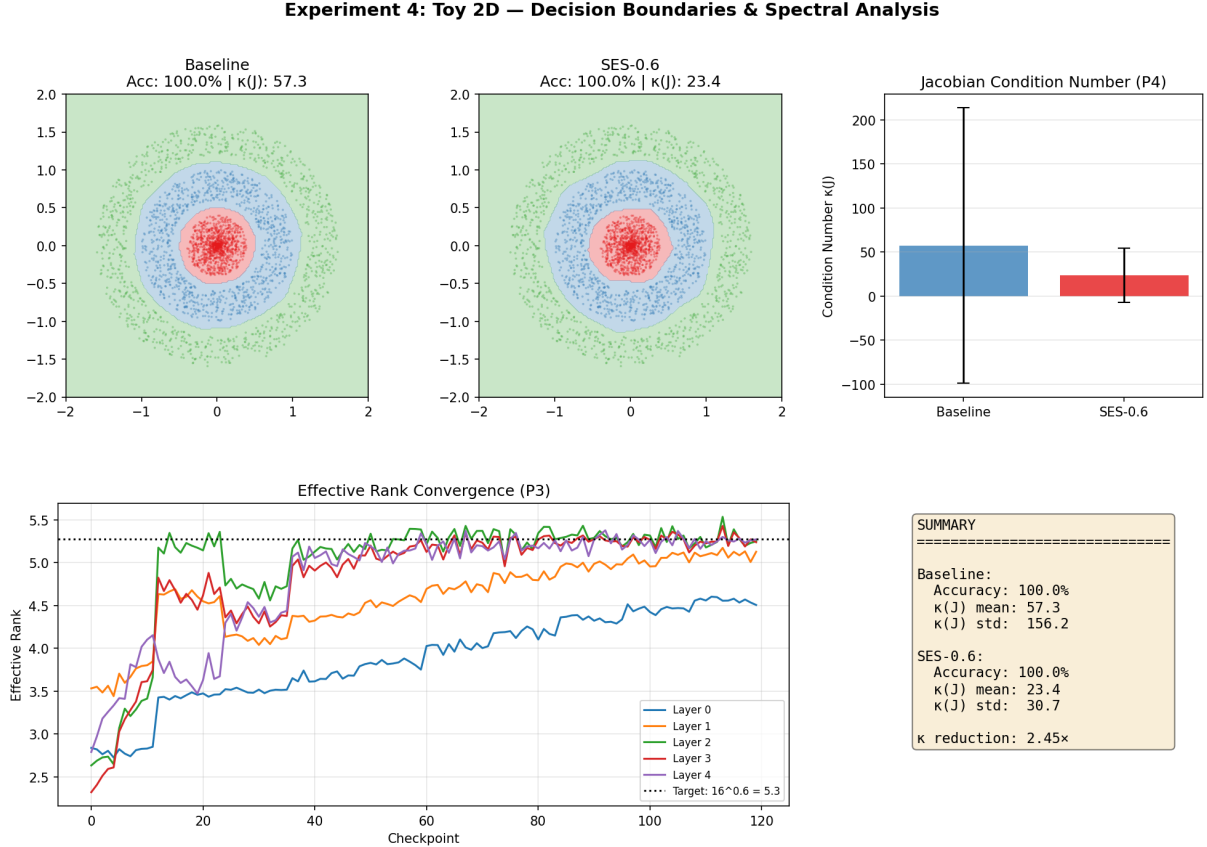 Experiment 4: Toy 2D — Decision Boundaries & Spectral Analysis
Baseline
Acc: 100.0% | κ(J): 57.3
2.0
1.5
1.0
0.5
0.0
−0.5
−1.0
−1.5
−2.0
−2
−1
0
1
2
SES-0.6
Acc: 100.0% | κ(J): 23.4
2.0
1.5
1.0
0.5
0.0
−0.5
−1.0
−1.5
−2.0
−2
−1
0
1
2
Jacobian Condition Number (P4)
Condition Number κ(J)
200
150
100
50
0
−50
−100
Baseline
SES-0.6
Effective Rank Convergence (P3)
Effective Rank
5.5
5.0
4.5
4.0
3.5
3.0
2.5
0
20
40
60
80
100
120
Checkpoint
Layer 0
Layer 1
Layer 2
Layer 3
Layer 4
Target: 16^0.6 = 5.3
SUMMARY
==============================
Baseline:
Accuracy: 100.0%
κ(J) mean: 57.3
κ(J) std:  156.2
SES-0.6:
Accuracy: 100.0%
κ(J) mean: 23.4
κ(J) std:  30.7
κ reduction: 2.45×